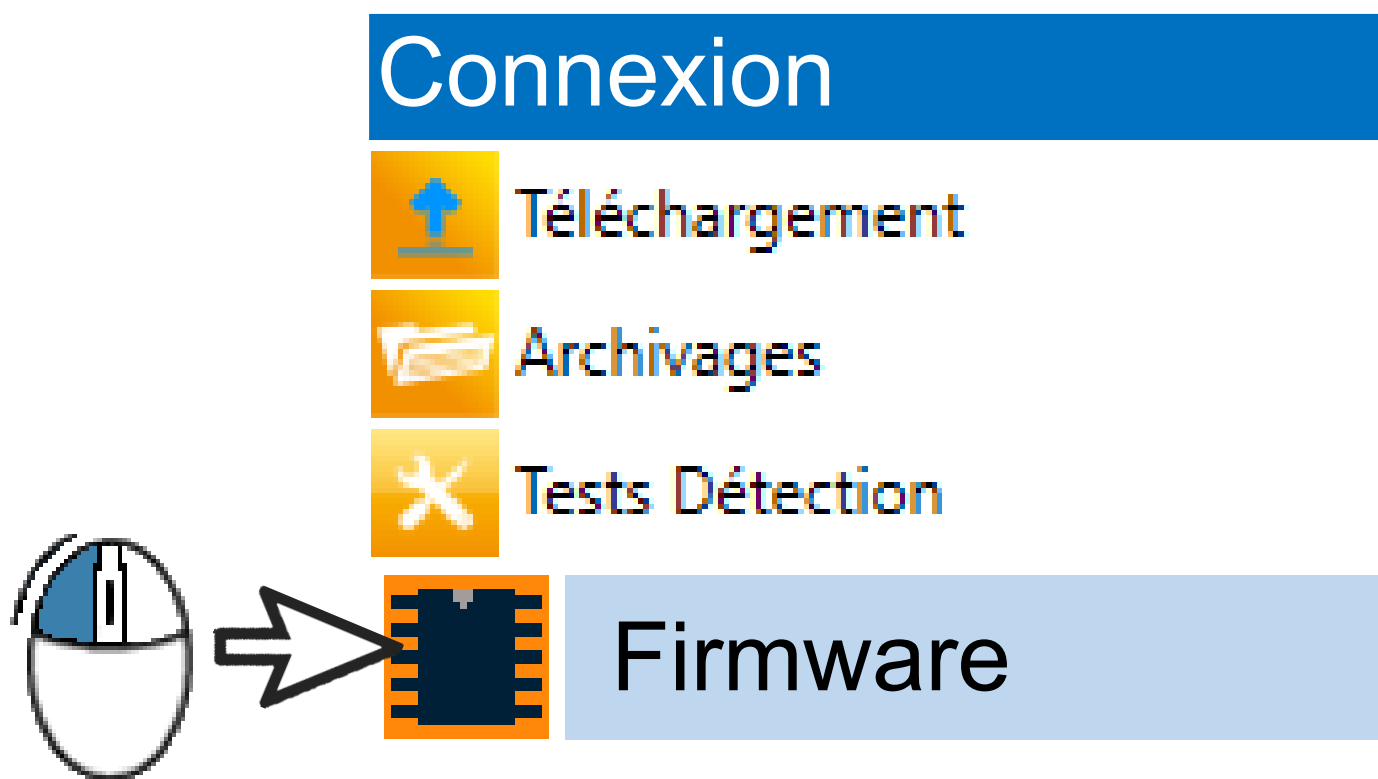 Connexion
Téléchargement
Archivages
Tests Détection
Firmware